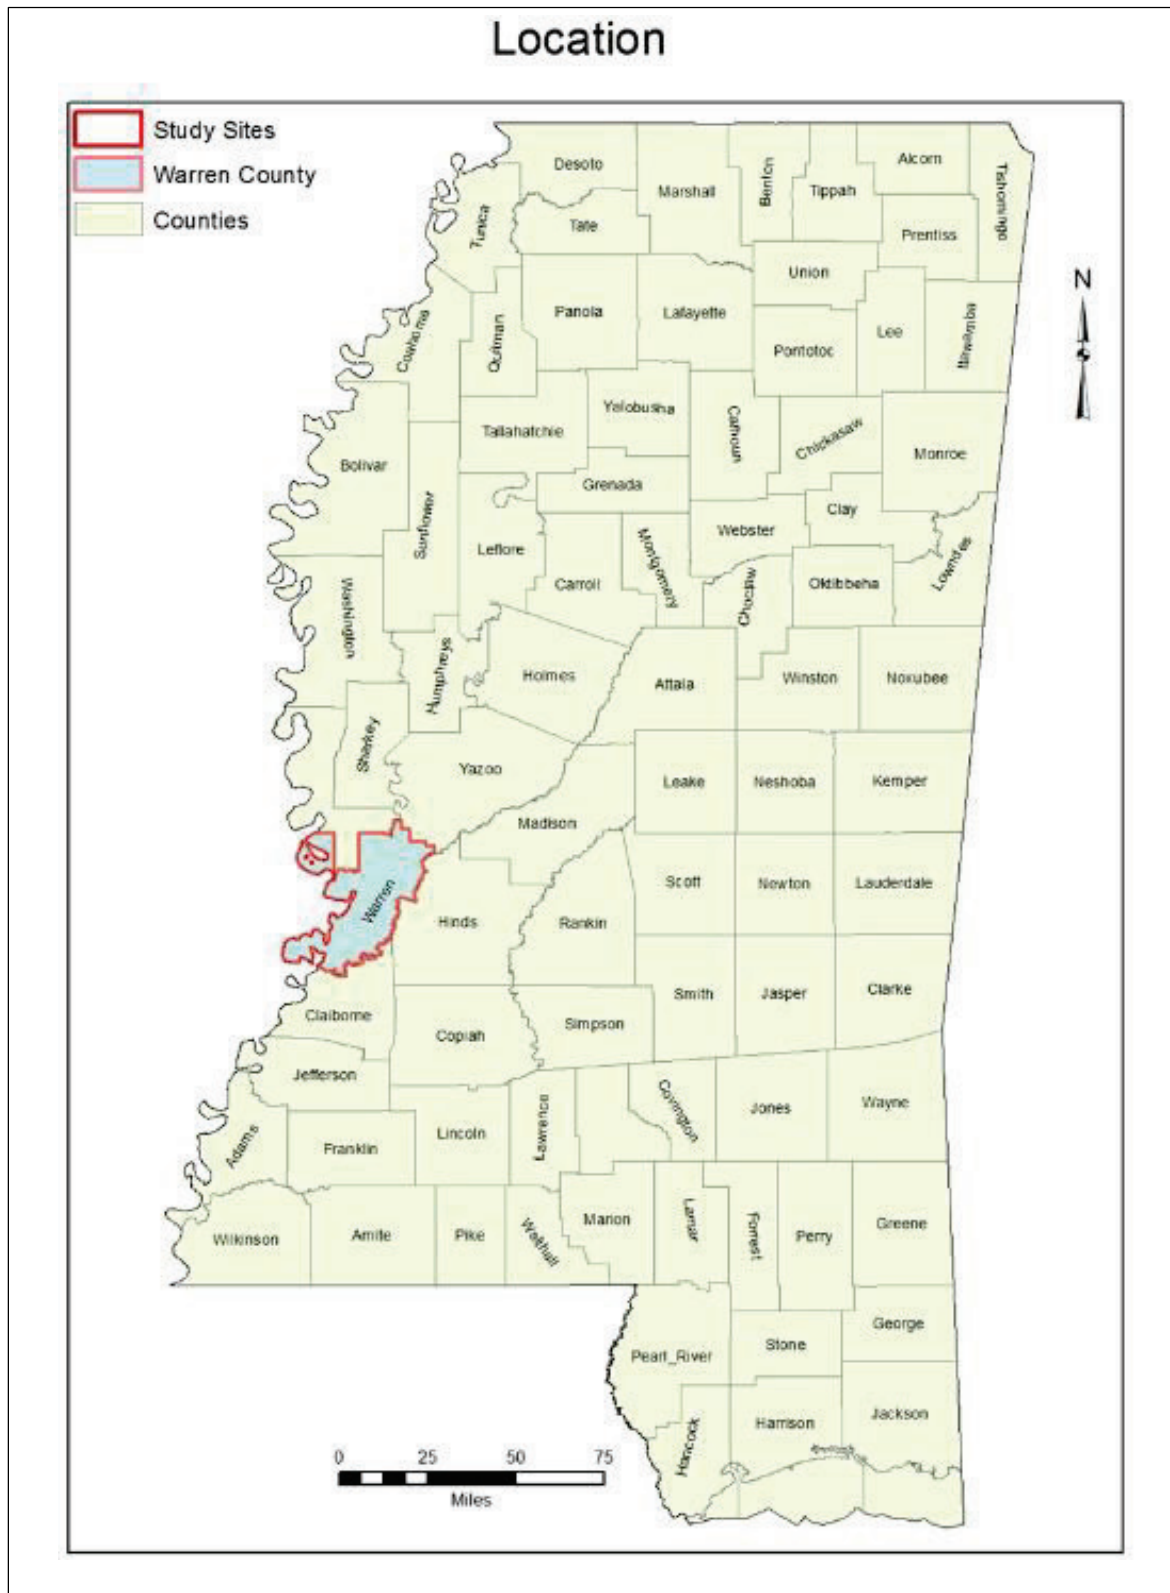 Location
Study Sites
Warren County
Counties
Desoto
Marshall
Benton
Tippah
Alcorn
Tishomingo
Tunica
Tate
Prentiss
Union
N
Coahoma
Quitman
Panola
Lafayette
Pontotoc
Lee
Itawamba
Tallahatchie
Yalobusha
Calhoun
Chickasaw
Monroe
Bolivar
Sunflower
Grenada
Clay
Webster
Leflore
Carroll
Montgomery
Choctaw
Oktibbeha
Lowndes
Washington
Humphreys
Holmes
Attala
Winston
Noxubee
Sharkey
Yazoo
Leake
Neshoba
Kemper
Madison
Warren
Hinds
Rankin
Scott
Newton
Lauderdale
Claiborne
Copiah
Simpson
Smith
Jasper
Clarke
Jefferson
Adams
Franklin
Lincoln
Lawrence
Covington
Jones
Wayne
Wilkinson
Amite
Pike
Walthall
Marion
Lamar
Forrest
Perry
Greene
Pearl_River
Stone
George
Hancock
Harrison
Jackson
0 25 50 75
Miles